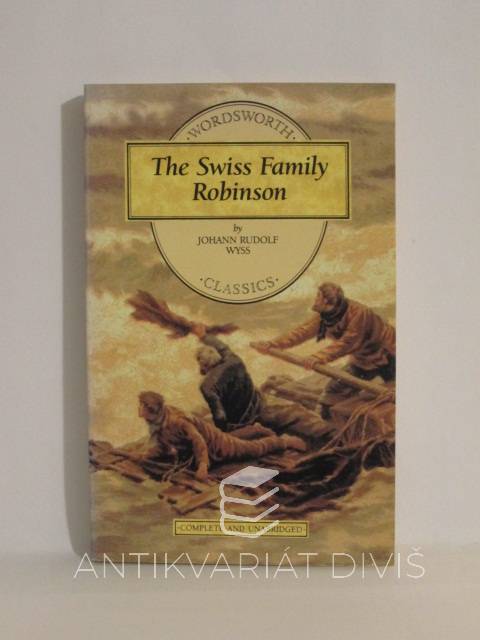 ·WORDSWORTH·
The Swiss Family
Robinson
by
JOHANN RUDOLF
WYSS
·CLASSICS·
·COMPLETE AND UNABRIDGED·
ANTIKVARIÁT DIVIŠ